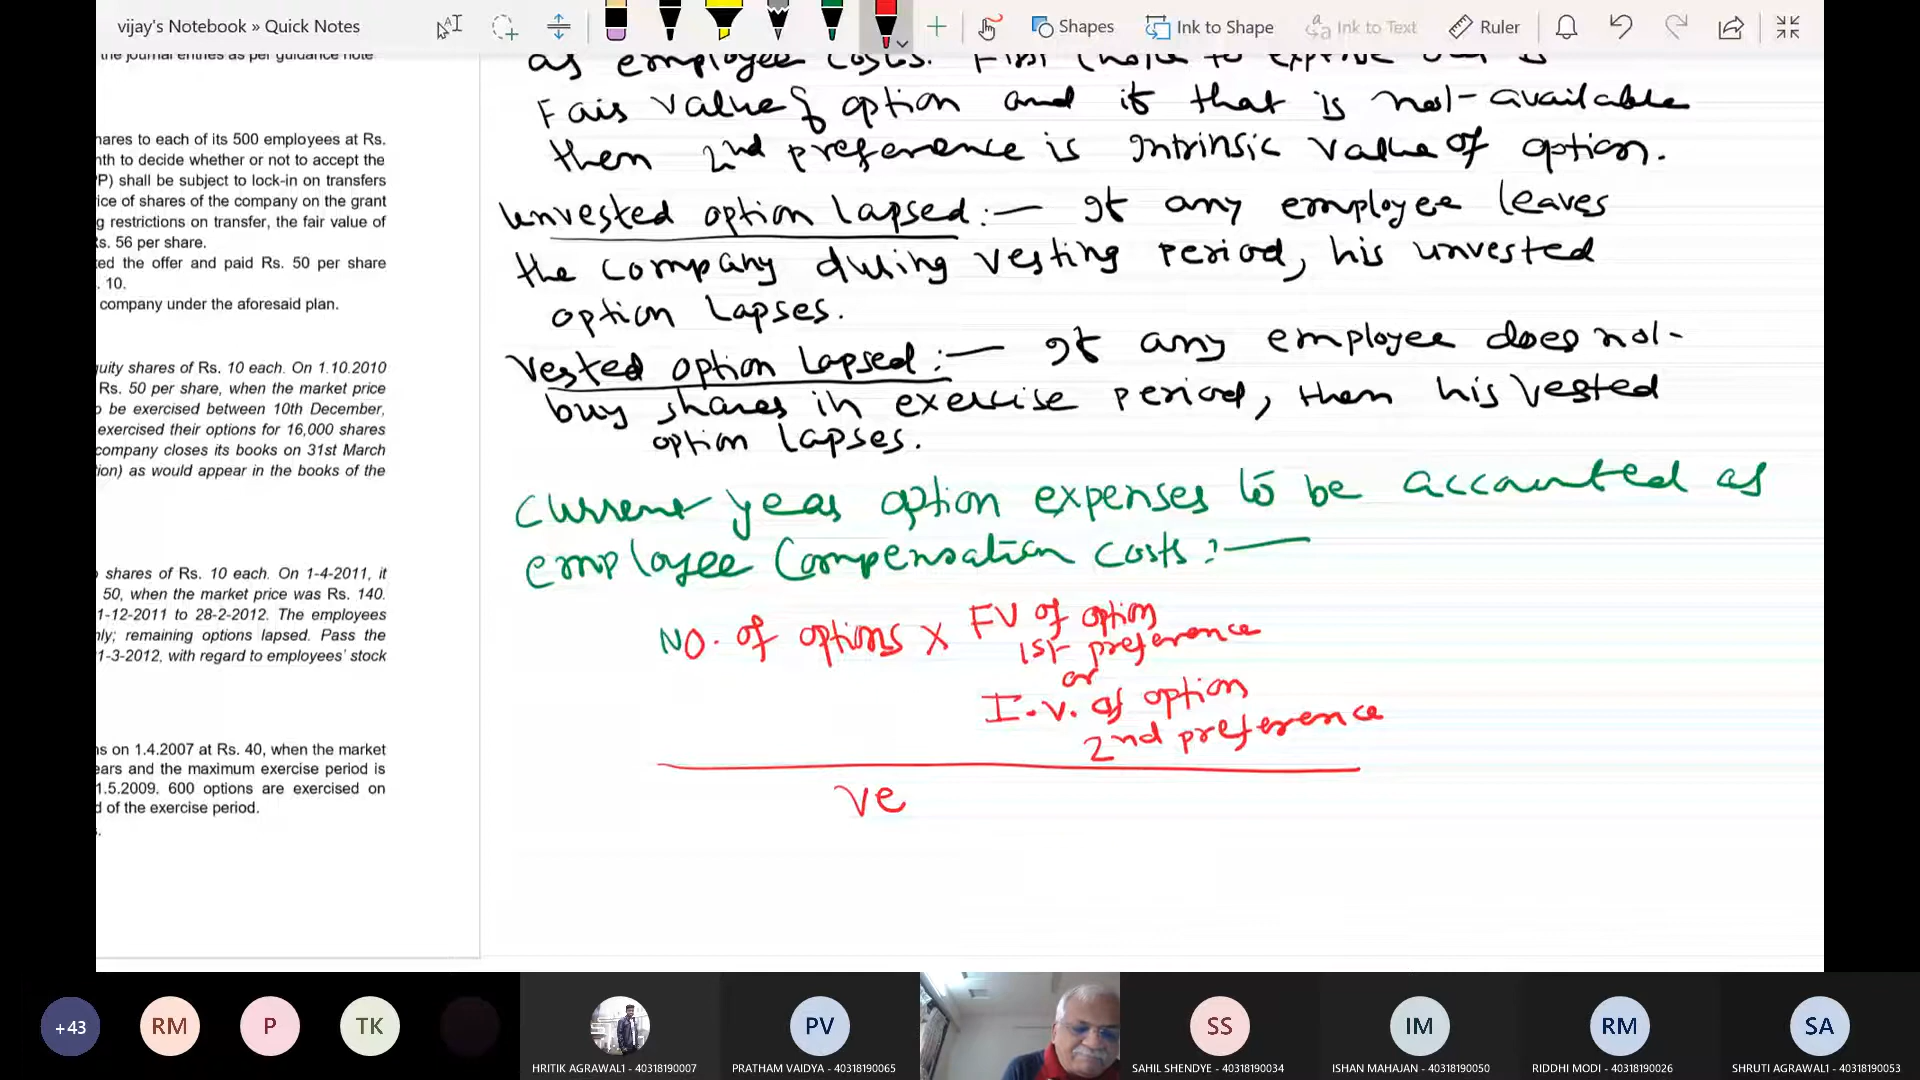 vijay's Notebook » Quick Notes
Shapes
Ink to Shape
Ink to Text
Ruler
the journal entries as per guidance note
hares to each of its 500 employees at Rs.
nth to decide whether or not to accept the
P) shall be subject to lock-in on transfers
ice of shares of the company on the grant
g restrictions on transfer, the fair value of
s. 56 per share.
ed the offer and paid Rs. 50 per share
. 10.
company under the aforesaid plan.
uity shares of Rs. 10 each. On 1.10.2010
Rs. 50 per share, when the market price
o be exercised between 10th December,
exercised their options for 16,000 shares
company closes its books on 31st March
ion) as would appear in the books of the
shares of Rs. 10 each. On 1-4-2011, it
50, when the market price was Rs. 140.
1-12-2011 to 28-2-2012. The employees
nly; remaining options lapsed. Pass the
1-3-2012, with regard to employees' stock
ns on 1.4.2007 at Rs. 40, when the market
ears and the maximum exercise period is
1.5.2009. 600 options are exercised on
d of the exercise period.
s.
as employee costs. First choice to
Fair value of option and if that is not-available
then 2nd preference is intrinsic value of option.
Unvested option lapsed :— If any employee leaves
the company during vesting period, his unvested
option lapses.
Vested option lapsed :— If any employee does not-
buy shares in exercise period, then his vested
option lapses.
Current year option expenses to be accounted as
employee compensation costs :—
NO. of options x FV of option
1st preference
or
I.V. of option
2nd preference
ve
+43
RM
P
TK
HRITIK AGRAWAL1 - 40318190007
PV
PRATHAM VAIDYA - 40318190065
SS
SAHIL SHENDYE - 40318190034
IM
ISHAN MAHAJAN - 40318190050
RM
RIDDHI MODI - 40318190026
SA
SHRUTI AGRAWAL1 - 40318190053